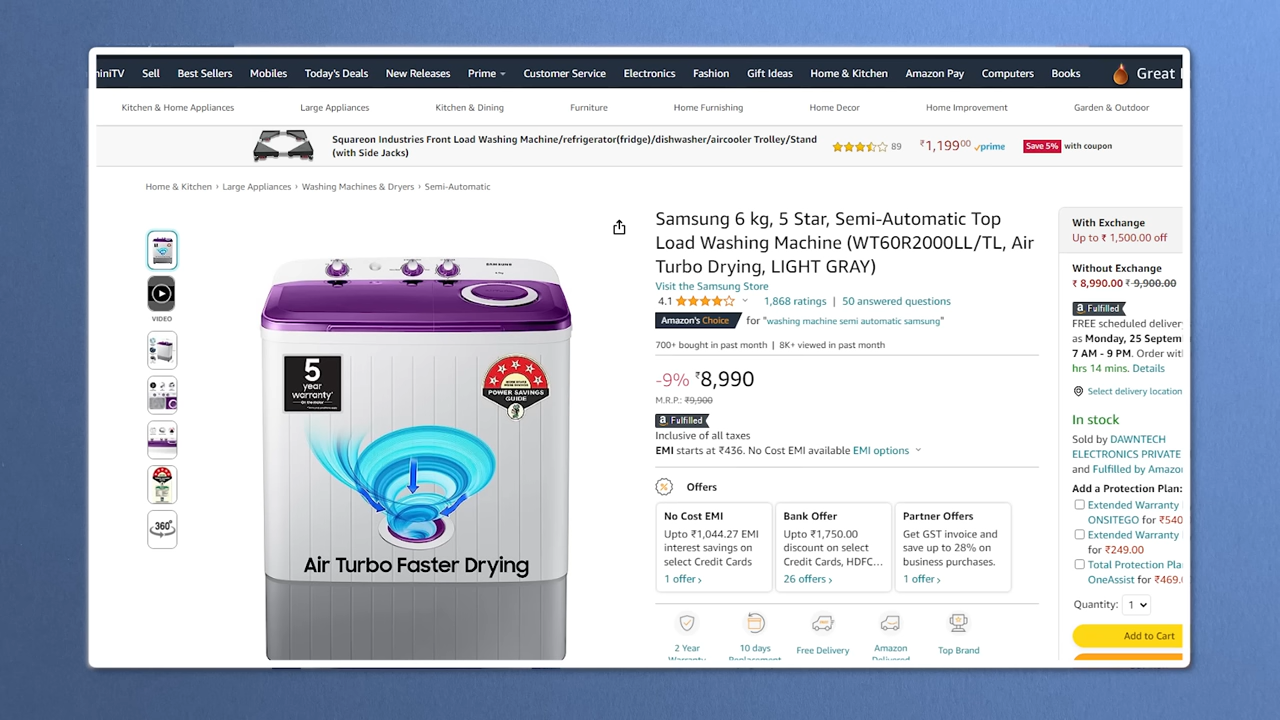 iniTV Sell Best Sellers Mobiles Today's Deals New Releases Prime Customer Service Electronics Fashion Gift Ideas Home & Kitchen Amazon Pay Computers Books Great
Kitchen & Home Appliances Large Appliances Kitchen & Dining Furniture Home Furnishing Home Decor Home Improvement Garden & Outdoor
Squareon Industries Front Load Washing Machine/refrigerator(fridge)/dishwasher/aircooler Trolley/Stand
(with Side Jacks)
89 ₹1,199⁰⁰ prime Save 5% with coupon
Home & Kitchen › Large Appliances › Washing Machines & Dryers › Semi-Automatic
VIDEO
360°
SAMSUNG
5
year
warranty*
POWER SAVINGS
GUIDE
Air Turbo Faster Drying
Samsung 6 kg, 5 Star, Semi-Automatic Top
Load Washing Machine (WT60R2000LL/TL, Air
Turbo Drying, LIGHT GRAY)
Visit the Samsung Store
4.1 1,868 ratings | 50 answered questions
Amazon's Choice for "washing machine semi automatic samsung"
700+ bought in past month | 8K+ viewed in past month
-9% ₹8,990
M.R.P.: ₹9,900
a Fulfilled
Inclusive of all taxes
EMI starts at ₹436. No Cost EMI available EMI options
Offers
No Cost EMI
Upto ₹1,044.27 EMI
interest savings on
select Credit Cards
1 offer ›
Bank Offer
Upto ₹1,750.00
discount on select
Credit Cards, HDFC...
26 offers ›
Partner Offers
Get GST invoice and
save up to 28% on
business purchases.
1 offer ›
2 Year
Warranty
10 days
Replacement
Free Delivery
Amazon
Delivered
Top Brand
With Exchange
Up to ₹ 1,500.00 off
Without Exchange
₹ 8,990.00 ₹ 9,900.00
a Fulfilled
FREE scheduled delivery
as Monday, 25 Septem
7 AM - 9 PM. Order wit
hrs 14 mins. Details
Select delivery location
In stock
Sold by DAWNTECH
ELECTRONICS PRIVATE
and Fulfilled by Amazon
Add a Protection Plan:
Extended Warranty
ONSITEGO for ₹540
Extended Warranty
for ₹249.00
Total Protection Pla
OneAssist for ₹469.
Quantity: 1
Add to Cart